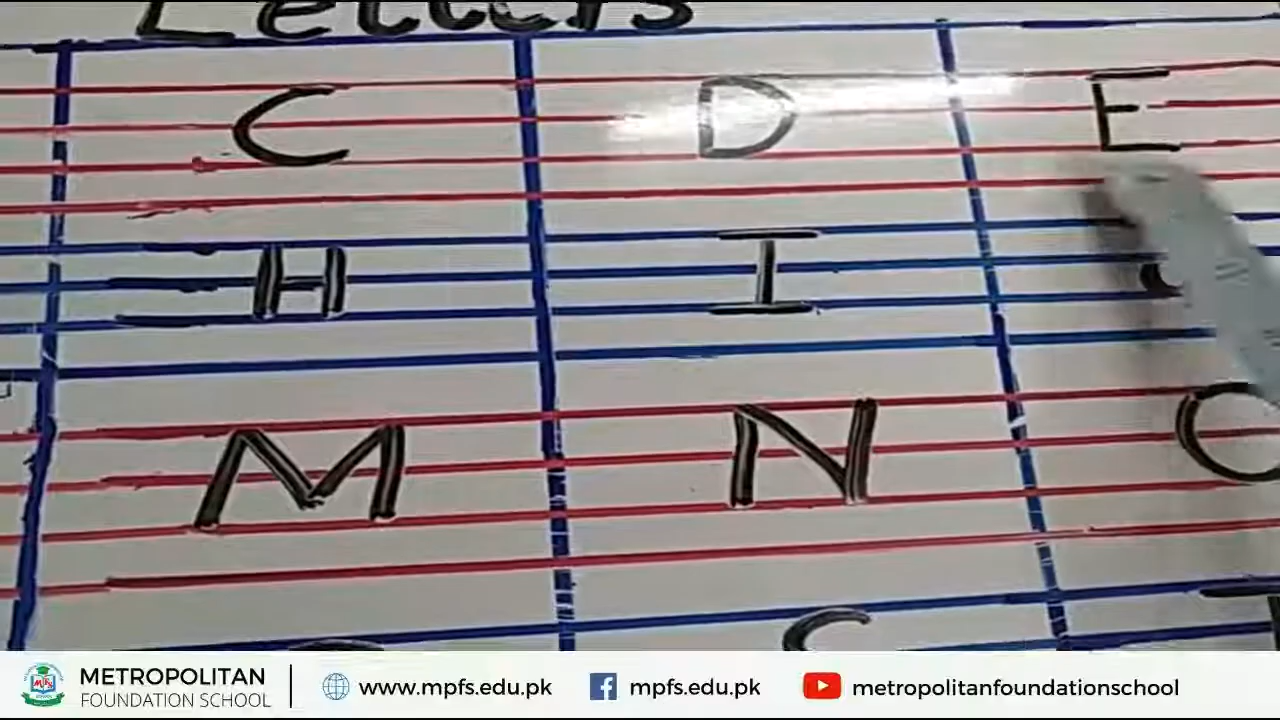 Letters
C D E
H I
M N O
S
METROPOLITAN
FOUNDATION SCHOOL
www.mpfs.edu.pk
mpfs.edu.pk
metropolitanfoundationschool